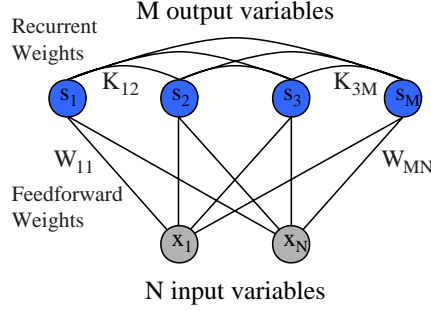 M output variables
Recurrent
Weights
K12
K3M
s1 s2 s3 sM
W11
WMN
Feedforward
Weights
x1 xN
N input variables